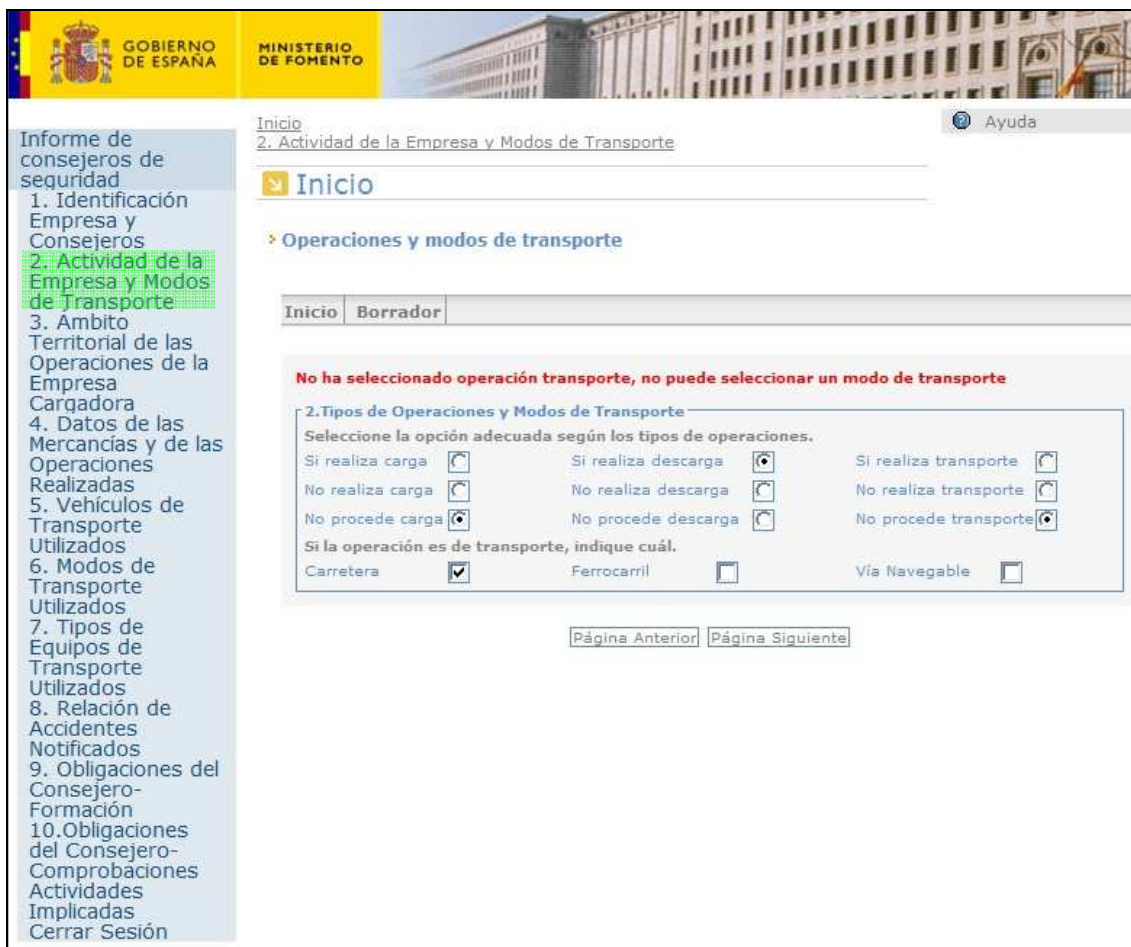 GOBIERNO
DE ESPAÑA
MINISTERIO
DE FOMENTO
Informe de
consejeros de
seguridad
1. Identificación
Empresa y
Consejeros
2. Actividad de la
Empresa y Modos
de Transporte
3. Ambito
Territorial de las
Operaciones de la
Empresa
Cargadora
4. Datos de las
Mercancías y de las
Operaciones
Realizadas
5. Vehículos de
Transporte
Utilizados
6. Modos de
Transporte
Utilizados
7. Tipos de
Equipos de
Transporte
Utilizados
8. Relación de
Accidentes
Notificados
9. Obligaciones del
Consejero-
Formación
10.Obligaciones
del Consejero-
Comprobaciones
Actividades
Implicadas
Cerrar Sesión
Inicio
2. Actividad de la Empresa y Modos de Transporte
Ayuda
Inicio
Operaciones y modos de transporte
Inicio Borrador
No ha seleccionado operación transporte, no puede seleccionar un modo de transporte
2.Tipos de Operaciones y Modos de Transporte
Seleccione la opción adecuada según los tipos de operaciones.
Si realiza carga Si realiza descarga Si realiza transporte
No realiza carga No realiza descarga No realiza transporte
No procede carga No procede descarga No procede transporte
Si la operación es de transporte, indique cuál.
Carretera Ferrocarril Vía Navegable
Página Anterior Página Siguiente